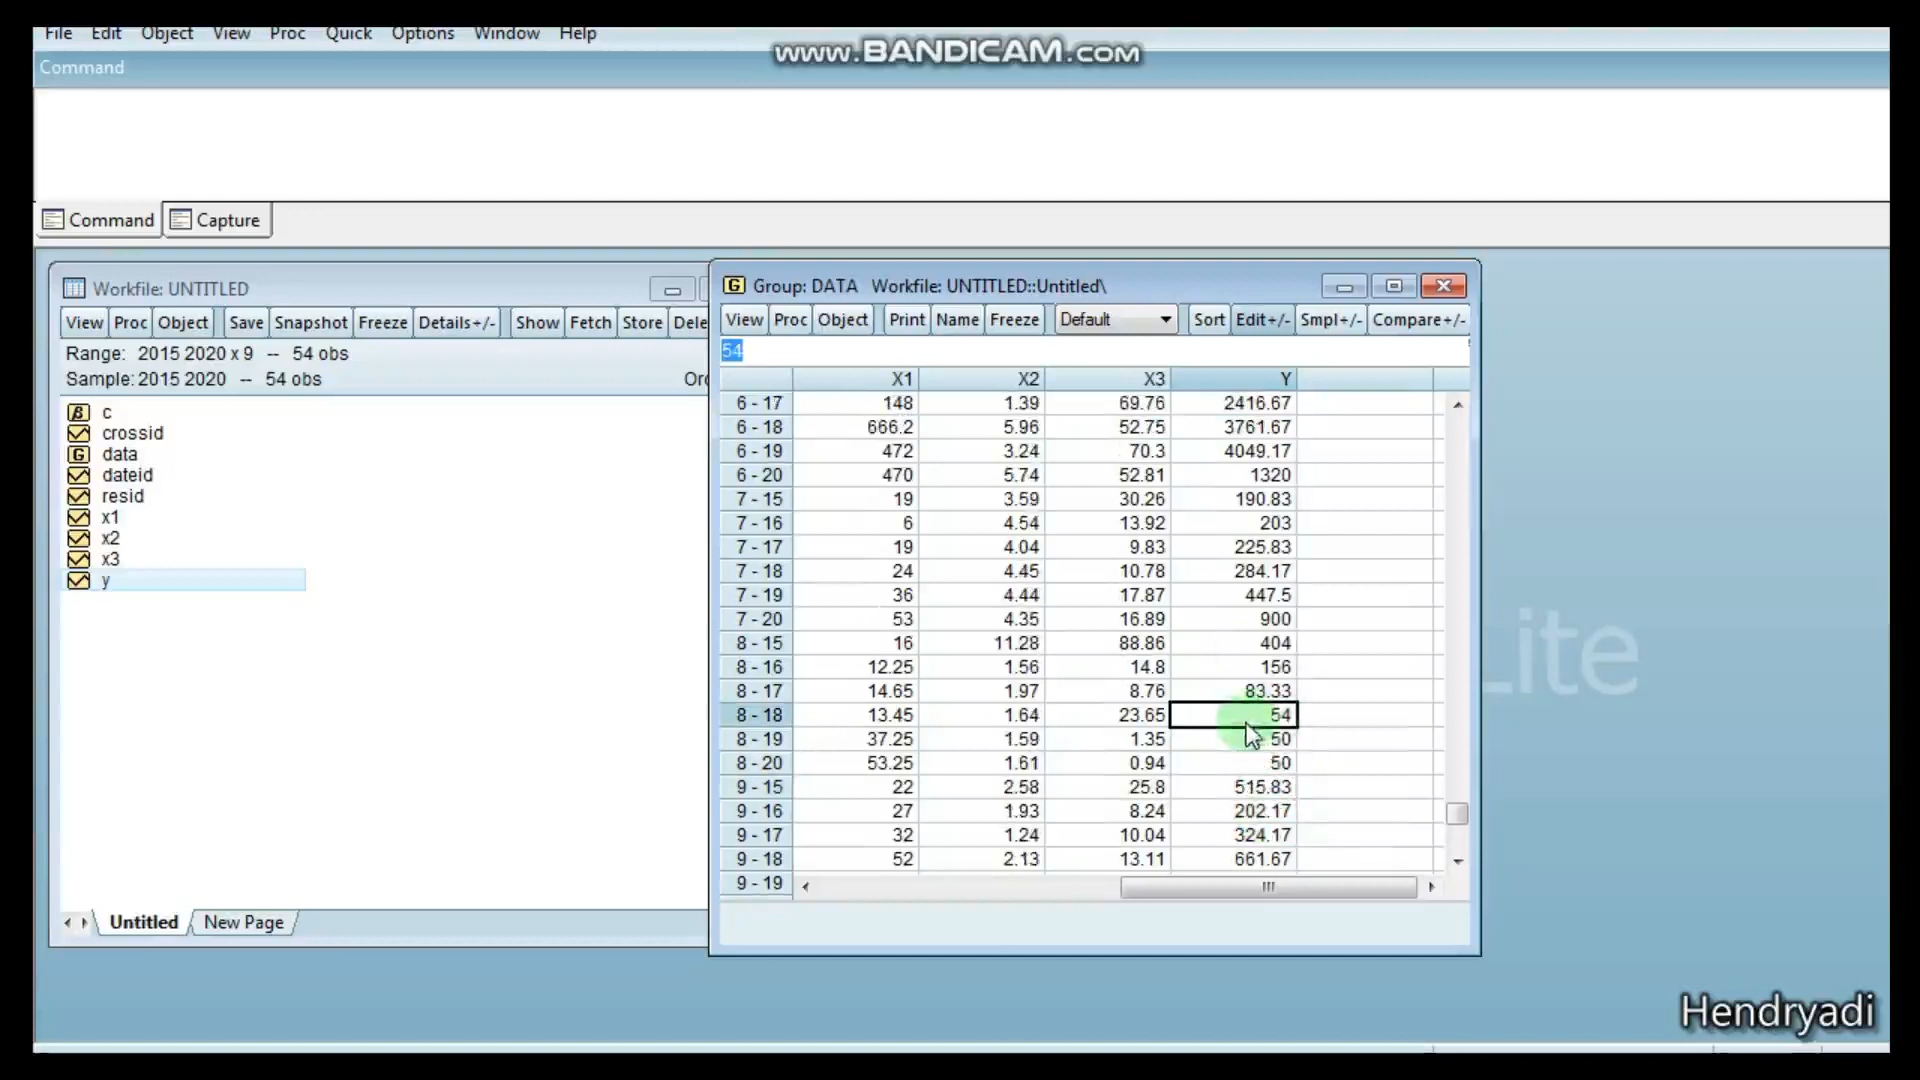 File Edit Object View Proc Quick Options Window Help
www.BANDICAM.com
Command
Command Capture
Workfile: UNTITLED
View Proc Object Save Snapshot Freeze Details+/- Show Fetch Store Dele
Range: 2015 2020 x 9 -- 54 obs
Sample: 2015 2020 -- 54 obs Orc
c
crossid
data
dateid
resid
x1
x2
x3
y
Untitled New Page
Group: DATA Workfile: UNTITLED::Untitled\
View Proc Object Print Name Freeze Default Sort Edit+/- Smpl+/- Compare+/-
54
X1 X2 X3 Y
6 - 17 148 1.39 69.76 2416.67
6 - 18 666.2 5.96 52.75 3761.67
6 - 19 472 3.24 70.3 4049.17
6 - 20 470 5.74 52.81 1320
7 - 15 19 3.59 30.26 190.83
7 - 16 6 4.54 13.92 203
7 - 17 19 4.04 9.83 225.83
7 - 18 24 4.45 10.78 284.17
7 - 19 36 4.44 17.87 447.5
7 - 20 53 4.35 16.89 900
8 - 15 16 11.28 88.86 404
8 - 16 12.25 1.56 14.8 156
8 - 17 14.65 1.97 8.76 83.33
8 - 18 13.45 1.64 23.65 54
8 - 19 37.25 1.59 1.35 50
8 - 20 53.25 1.61 0.94 50
9 - 15 22 2.58 25.8 515.83
9 - 16 27 1.93 8.24 202.17
9 - 17 32 1.24 10.04 324.17
9 - 18 52 2.13 13.11 661.67
9 - 19
Lite
Hendryadi